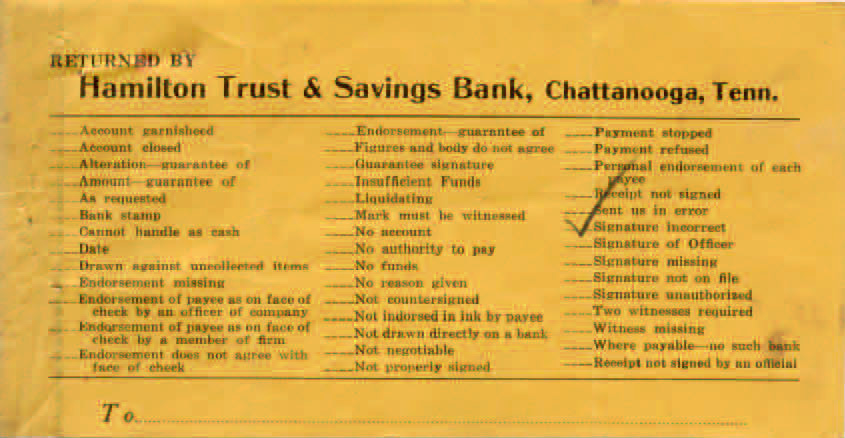 RETURNED BY
Hamilton Trust & Savings Bank, Chattanooga, Tenn.
Account garnisheed
Account closed
Alteration—guarantee of
Amount—guarantee of
As requested
Bank stamp
Cannot handle as cash
Date
Drawn against uncollected items
Endorsement missing
Endorsement of payee as on face of
check by an officer of company
Endorsement of payee as on face of
check by a member of firm
Endorsement does not agree with
face of check
Endorsement—guarantee of
Figures and body do not agree
Guarantee signature
Insufficient Funds
Liquidating
Mark must be witnessed
No account
No authority to pay
No funds
No reason given
Not countersigned
Not indorsed in ink by payee
Not drawn directly on a bank
Not negotiable
Not properly signed
Payment stopped
Payment refused
Personal endorsement of each
payee
Receipt not signed
Sent us in error
Signature incorrect
Signature of Officer
Signature missing
Signature not on file
Signature unauthorized
Two witnesses required
Witness missing
Where payable—no such bank
Receipt not signed by an official
To